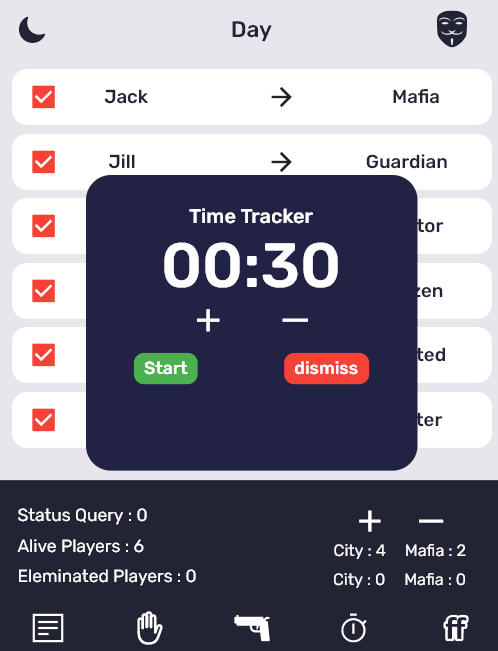 Day
Jack → Mafia
Jill → Guardian
tor
zen
ted
ter
Time Tracker
00:30
+ −
Start dismiss
Status Query : 0
Alive Players : 6
Eleminated Players : 0
+ −
City : 4 Mafia : 2
City : 0 Mafia : 0
ff